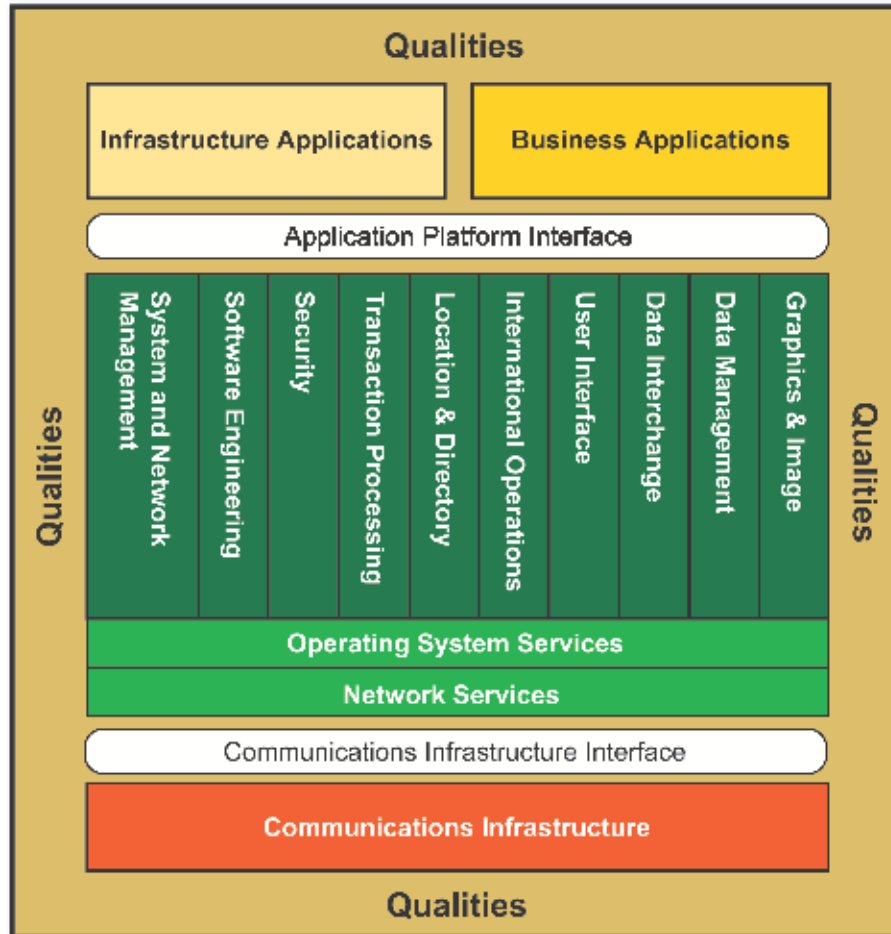 Qualities
Infrastructure Applications
Business Applications
Application Platform Interface
Qualities
System and Network
Management
Software Engineering
Security
Transaction Processing
Location & Directory
International Operations
User Interface
Data Interchange
Data Management
Graphics & Image
Qualities
Operating System Services
Network Services
Communications Infrastructure Interface
Communications Infrastructure
Qualities